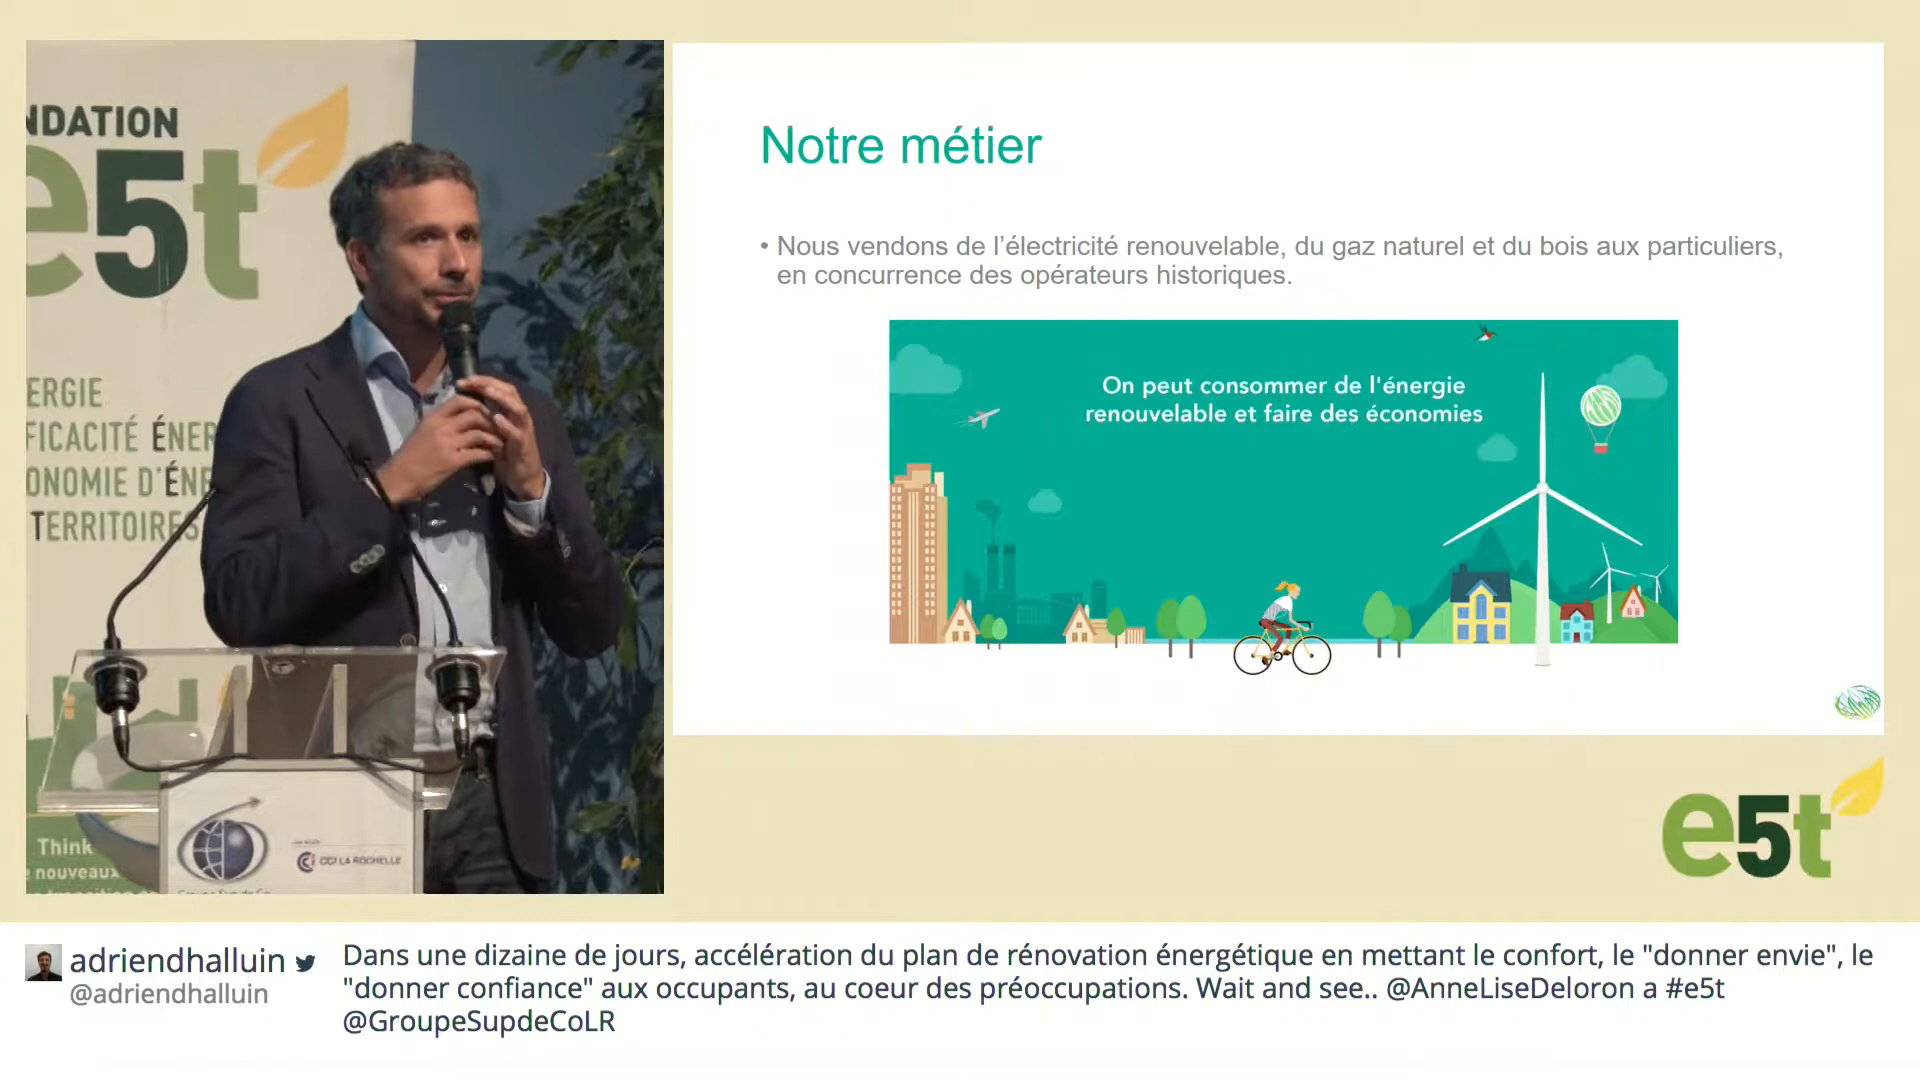 NDATION
e5t
ERGIE
FICACITÉ ÉNER
ONOMIE D'ÉNE
TERRITOIRES
Think
nouveaux
CCI LA ROCHELLE
Notre métier
• Nous vendons de l’électricité renouvelable, du gaz naturel et du bois aux particuliers,
en concurrence des opérateurs historiques.
On peut consommer de l'énergie
renouvelable et faire des économies
e5t
adriendhalluin
@adriendhalluin
Dans une dizaine de jours, accélération du plan de rénovation énergétique en mettant le confort, le "donner envie", le
"donner confiance" aux occupants, au coeur des préoccupations. Wait and see.. @AnneLiseDeloron a #e5t
@GroupeSupdeCoLR